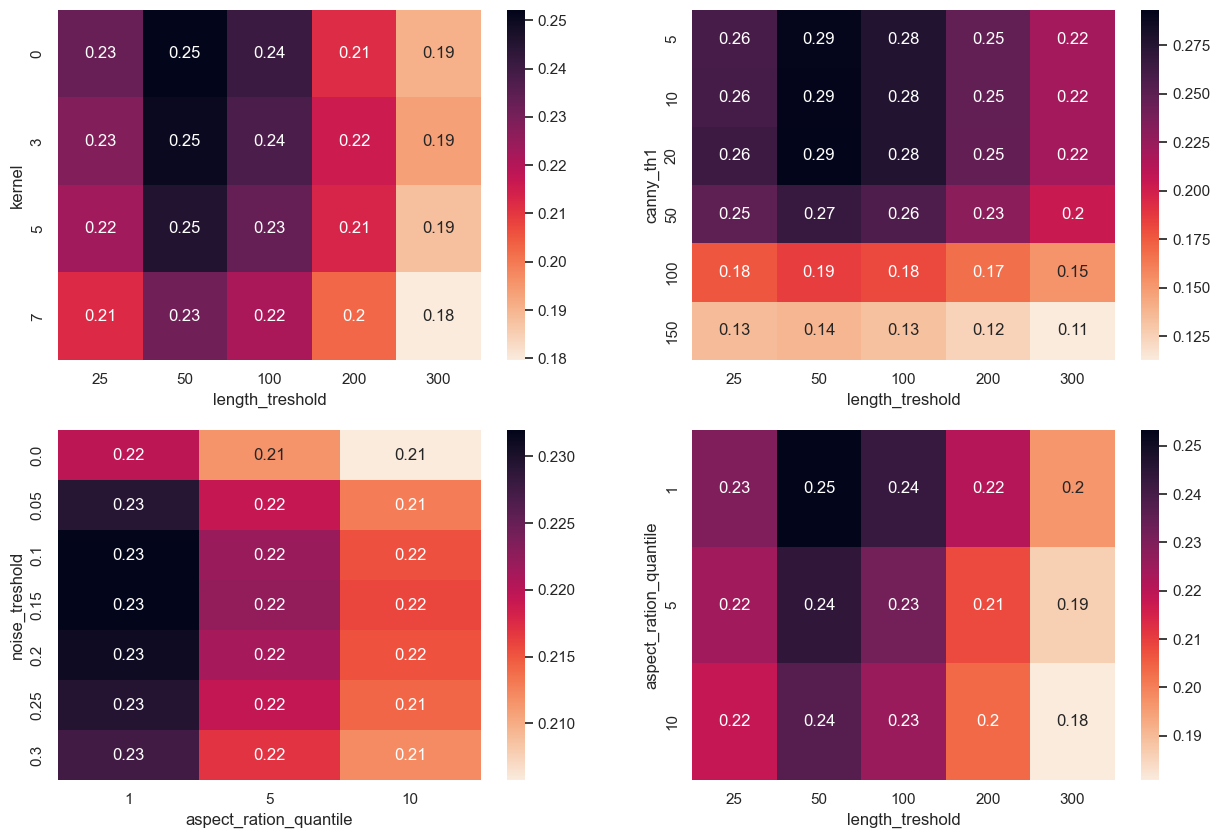 0 0.23 0.25 0.24 0.21 0.19
3 0.23 0.25 0.24 0.22 0.19
5 0.22 0.25 0.23 0.21 0.19
7 0.21 0.23 0.22 0.2 0.18
kernel
25 50 100 200 300
length_treshold
0.25
0.24
0.23
0.22
0.21
0.20
0.19
0.18
5 0.26 0.29 0.28 0.25 0.22
10 0.26 0.29 0.28 0.25 0.22
20 0.26 0.29 0.28 0.25 0.22
50 0.25 0.27 0.26 0.23 0.2
100 0.18 0.19 0.18 0.17 0.15
150 0.13 0.14 0.13 0.12 0.11
canny_th1
25 50 100 200 300
length_treshold
0.275
0.250
0.225
0.200
0.175
0.150
0.125
0.0 0.22 0.21 0.21
0.05 0.23 0.22 0.21
0.1 0.23 0.22 0.22
0.15 0.23 0.22 0.22
0.2 0.23 0.22 0.22
0.25 0.23 0.22 0.21
0.3 0.23 0.22 0.21
noise_treshold
1 5 10
aspect_ration_quantile
0.230
0.225
0.220
0.215
0.210
1 0.23 0.25 0.24 0.22 0.2
5 0.22 0.24 0.23 0.21 0.19
10 0.22 0.24 0.23 0.2 0.18
aspect_ration_quantile
25 50 100 200 300
length_treshold
0.25
0.24
0.23
0.22
0.21
0.20
0.19